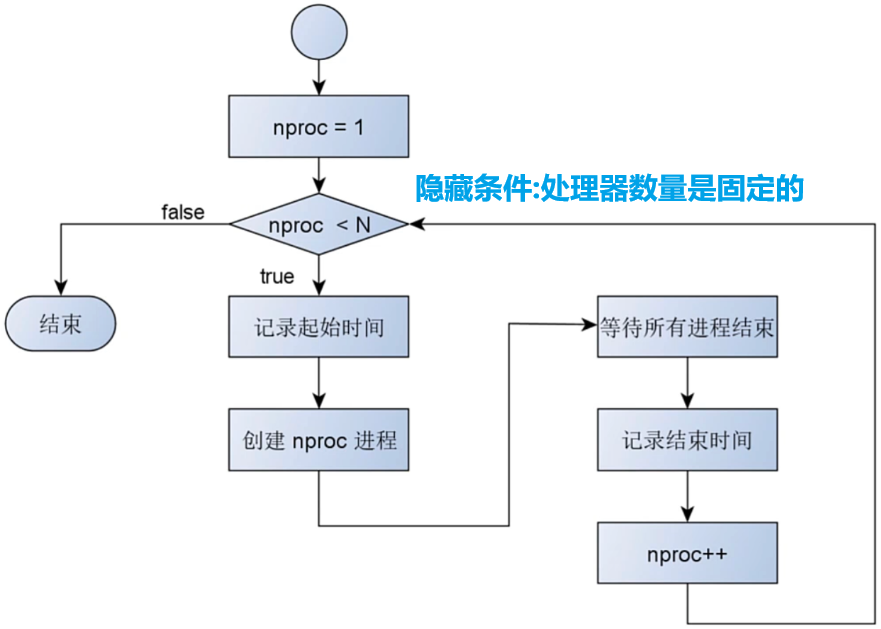 nproc = 1
隐藏条件:处理器数量是固定的
nproc < N
false
true
结束
记录起始时间
创建 nproc 进程
等待所有进程结束
记录结束时间
nproc++